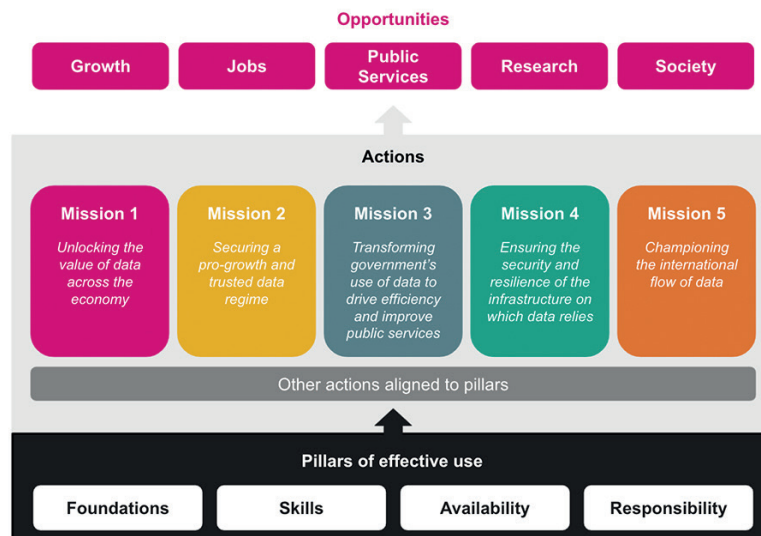 Opportunities
Growth
Jobs
Public
Services
Research
Society
Actions
Mission 1
Unlocking the
value of data
across the
economy
Mission 2
Securing a
pro-growth and
trusted data
regime
Mission 3
Transforming
government’s
use of data to
drive efficiency
and improve
public services
Mission 4
Ensuring the
security and
resilience of the
infrastructure on
which data relies
Mission 5
Championing
the international
flow of data
Other actions aligned to pillars
Pillars of effective use
Foundations
Skills
Availability
Responsibility